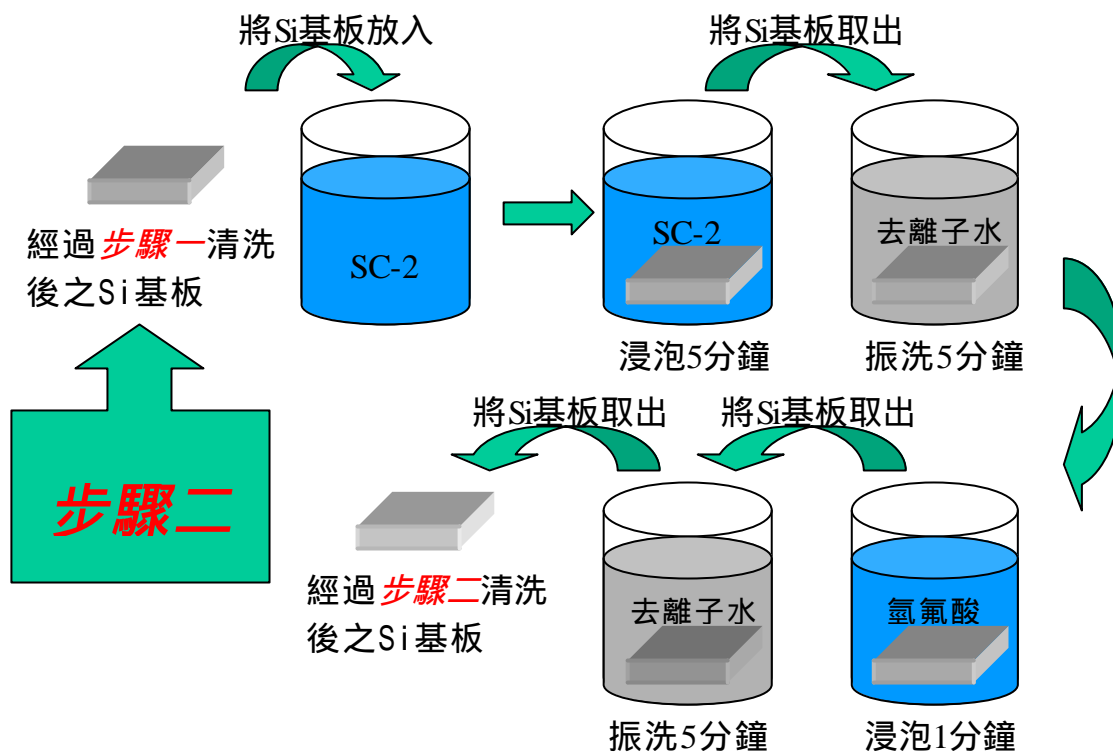 將Si基板放入
將Si基板取出
SC-2
SC-2
去離子水
經過步驟一清洗
後之Si基板
浸泡5分鐘
振洗5分鐘
將Si基板取出
將Si基板取出
步驟二
經過步驟二清洗
後之Si基板
去離子水
氫氟酸
振洗5分鐘
浸泡1分鐘